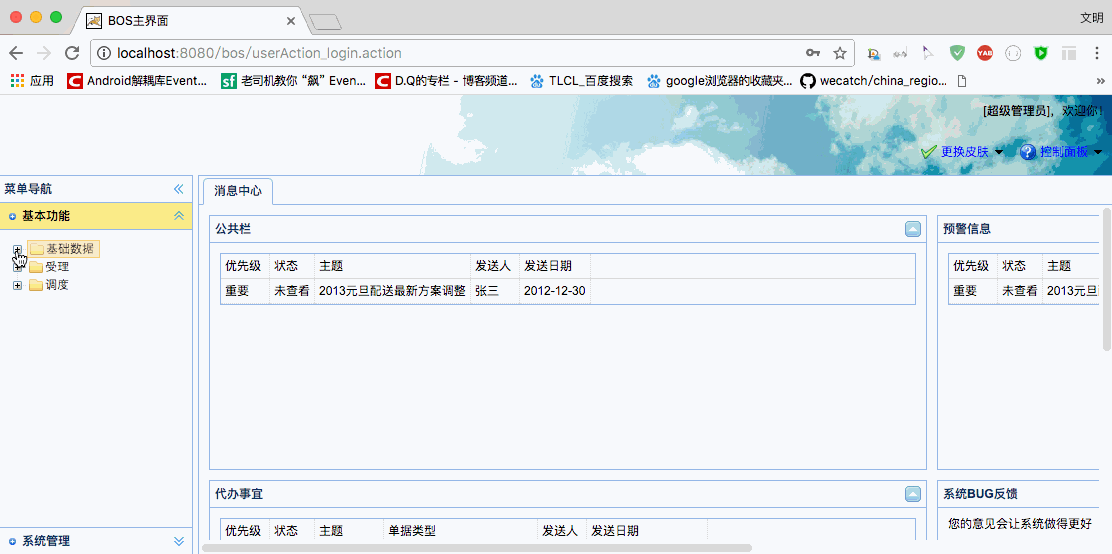 BOS主界面
文明
localhost:8080/bos/userAction_login.action
应用 Android解耦库Event... 老司机教你“飙”Even... D.Q的专栏 - 博客频道... TLCL_百度搜索 google浏览器的收藏夹... wecatch/china_regio...
[超级管理员]，欢迎你！
更换皮肤 控制面板
菜单导航
基本功能
基础数据
受理
调度
系统管理
消息中心
公共栏
优先级 状态 主题 发送人 发送日期
重要 未查看 2013元旦配送最新方案调整 张三 2012-12-30
预警信息
优先级 状态 主题
重要 未查看 2013元旦
代办事宜
优先级 状态 主题 单据类型 发送人 发送日期
系统BUG反馈
您的意见会让系统做得更好